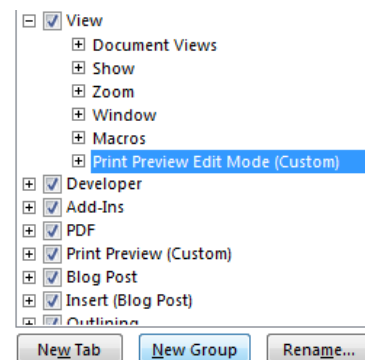 View
Document Views
Show
Zoom
Window
Macros
Print Preview Edit Mode (Custom)
Developer
Add-Ins
PDF
Print Preview (Custom)
Blog Post
Insert (Blog Post)
Outlining
New Tab New Group Rename...